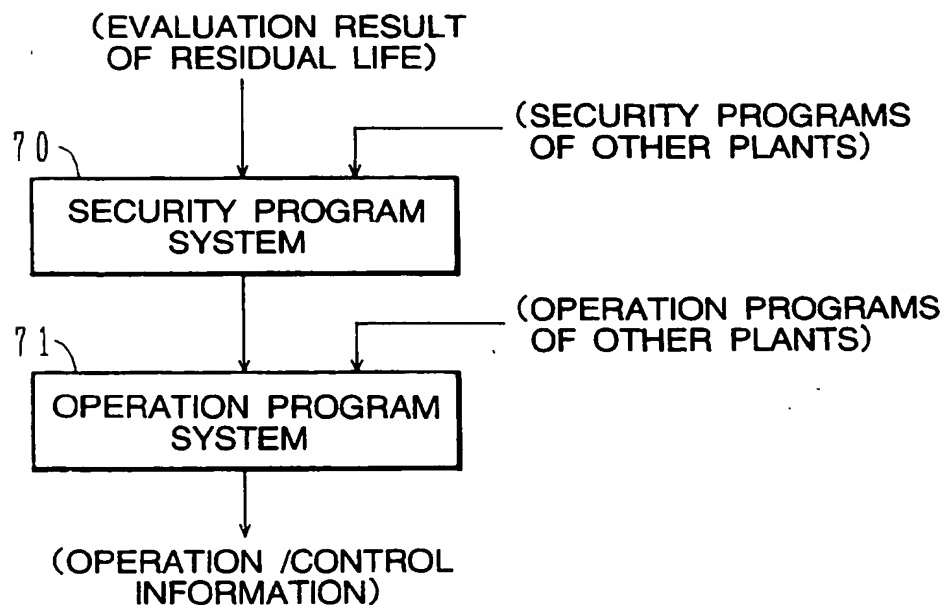 (EVALUATION RESULT
OF RESIDUAL LIFE)
(SECURITY PROGRAMS
OF OTHER PLANTS)
70
SECURITY PROGRAM
SYSTEM
(OPERATION PROGRAMS
OF OTHER PLANTS)
71
OPERATION PROGRAM
SYSTEM
(OPERATION /CONTROL
INFORMATION)